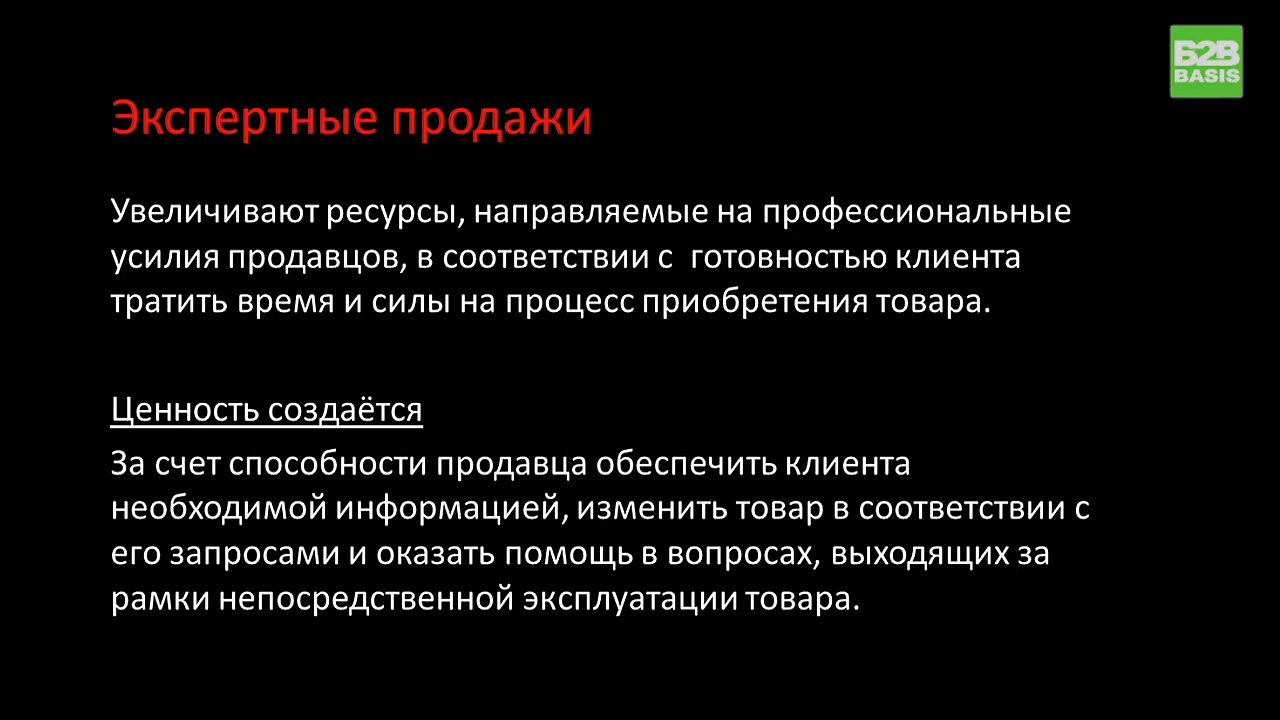 Б2B
BASIS
Экспертные продажи
Увеличивают ресурсы, направляемые на профессиональные
усилия продавцов, в соответствии с готовностью клиента
тратить время и силы на процесс приобретения товара.
Ценность создаётся
За счет способности продавца обеспечить клиента
необходимой информацией, изменить товар в соответствии с
его запросами и оказать помощь в вопросах, выходящих за
рамки непосредственной эксплуатации товара.